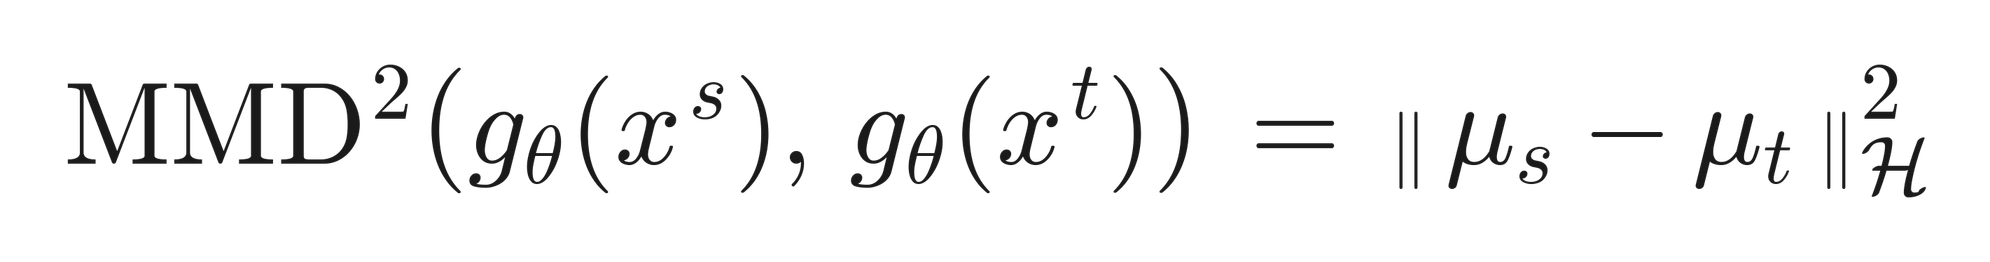 MMD²(g_θ(x^s), g_θ(x^t)) = ‖ μ_s − μ_t ‖²_ℋ